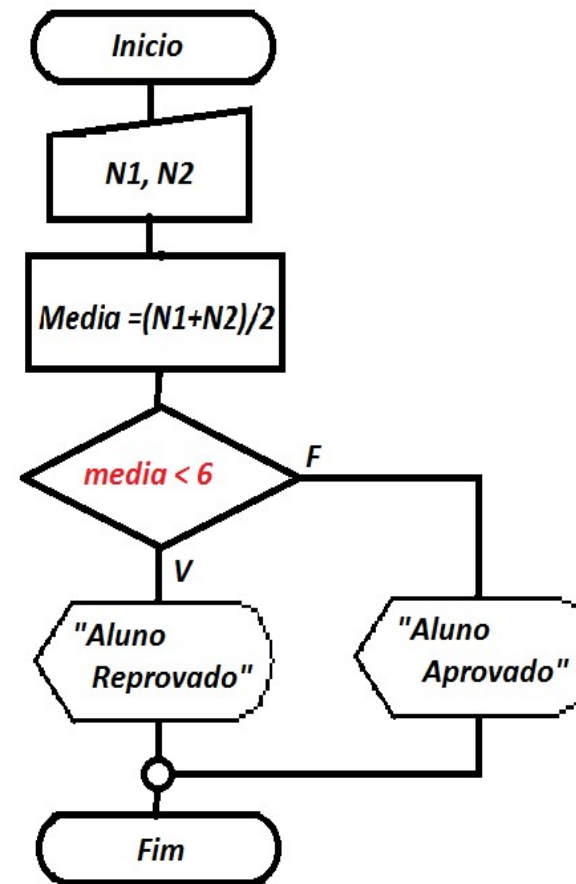 Inicio
N1, N2
Media =(N1+N2)/2
media < 6
F
V
"Aluno
Reprovado"
"Aluno
Aprovado"
Fim